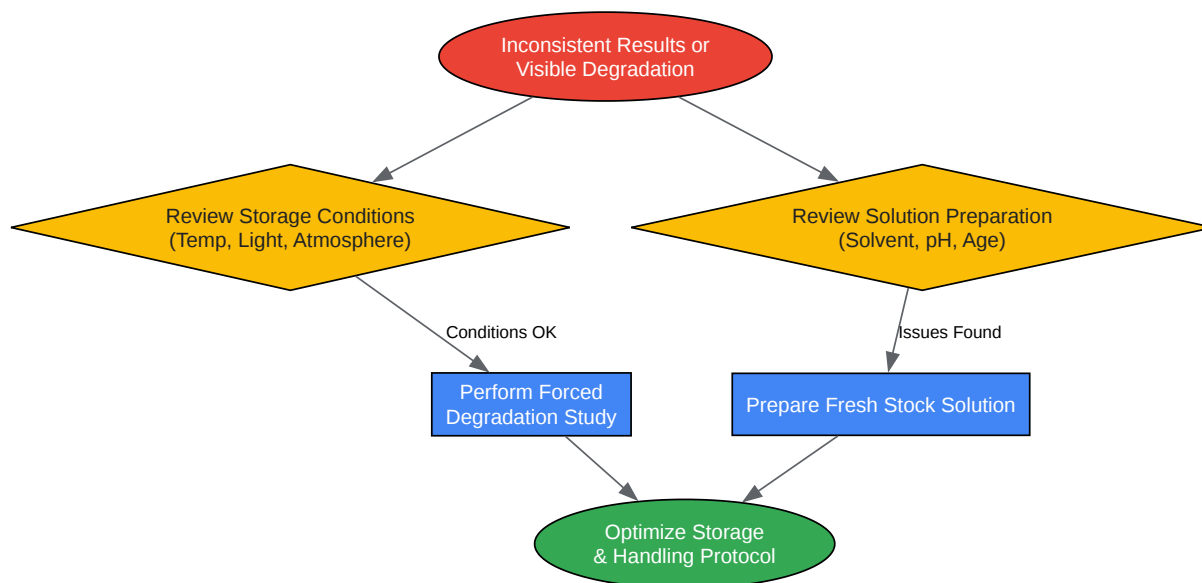 Inconsistent Results or
Visible Degradation
Review Storage Conditions
(Temp, Light, Atmosphere)
Review Solution Preparation
(Solvent, pH, Age)
Conditions OK
Issues Found
Perform Forced
Degradation Study
Prepare Fresh Stock Solution
Optimize Storage
& Handling Protocol